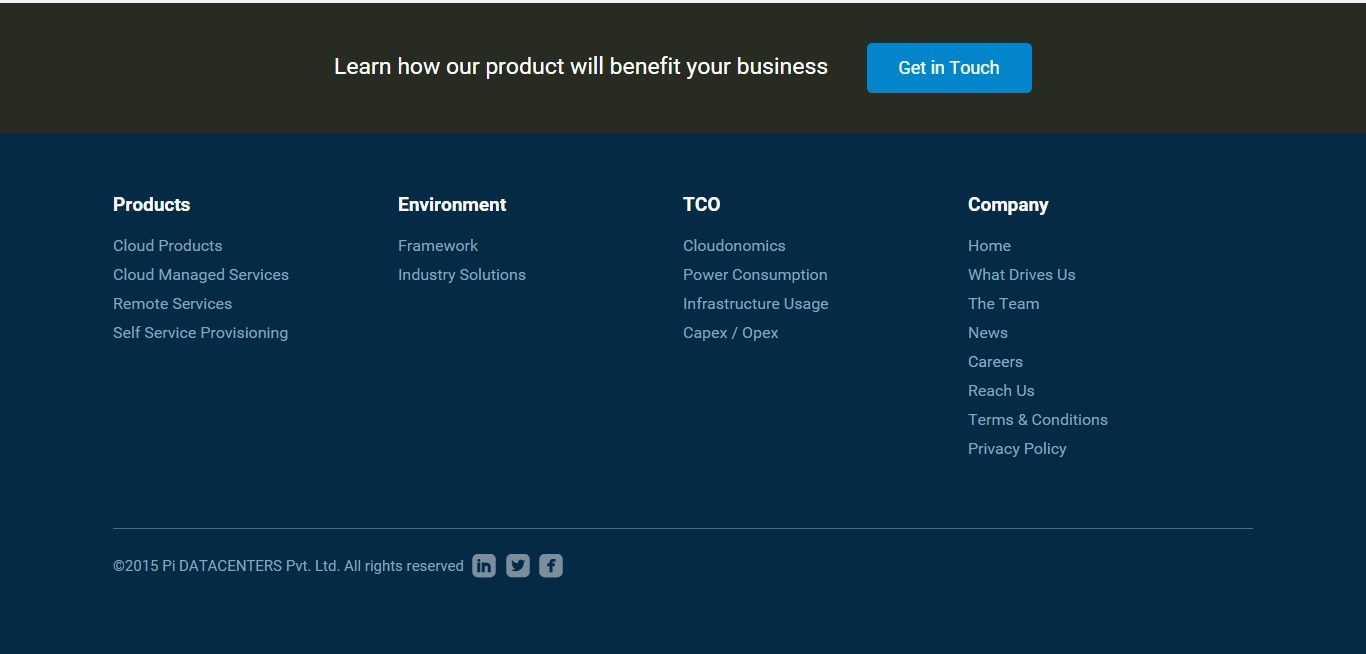 Learn how our product will benefit your business
Get in Touch
Products
Cloud Products
Cloud Managed Services
Remote Services
Self Service Provisioning
Environment
Framework
Industry Solutions
TCO
Cloudonomics
Power Consumption
Infrastructure Usage
Capex / Opex
Company
Home
What Drives Us
The Team
News
Careers
Reach Us
Terms & Conditions
Privacy Policy
©2015 Pi DATACENTERS Pvt. Ltd. All rights reserved